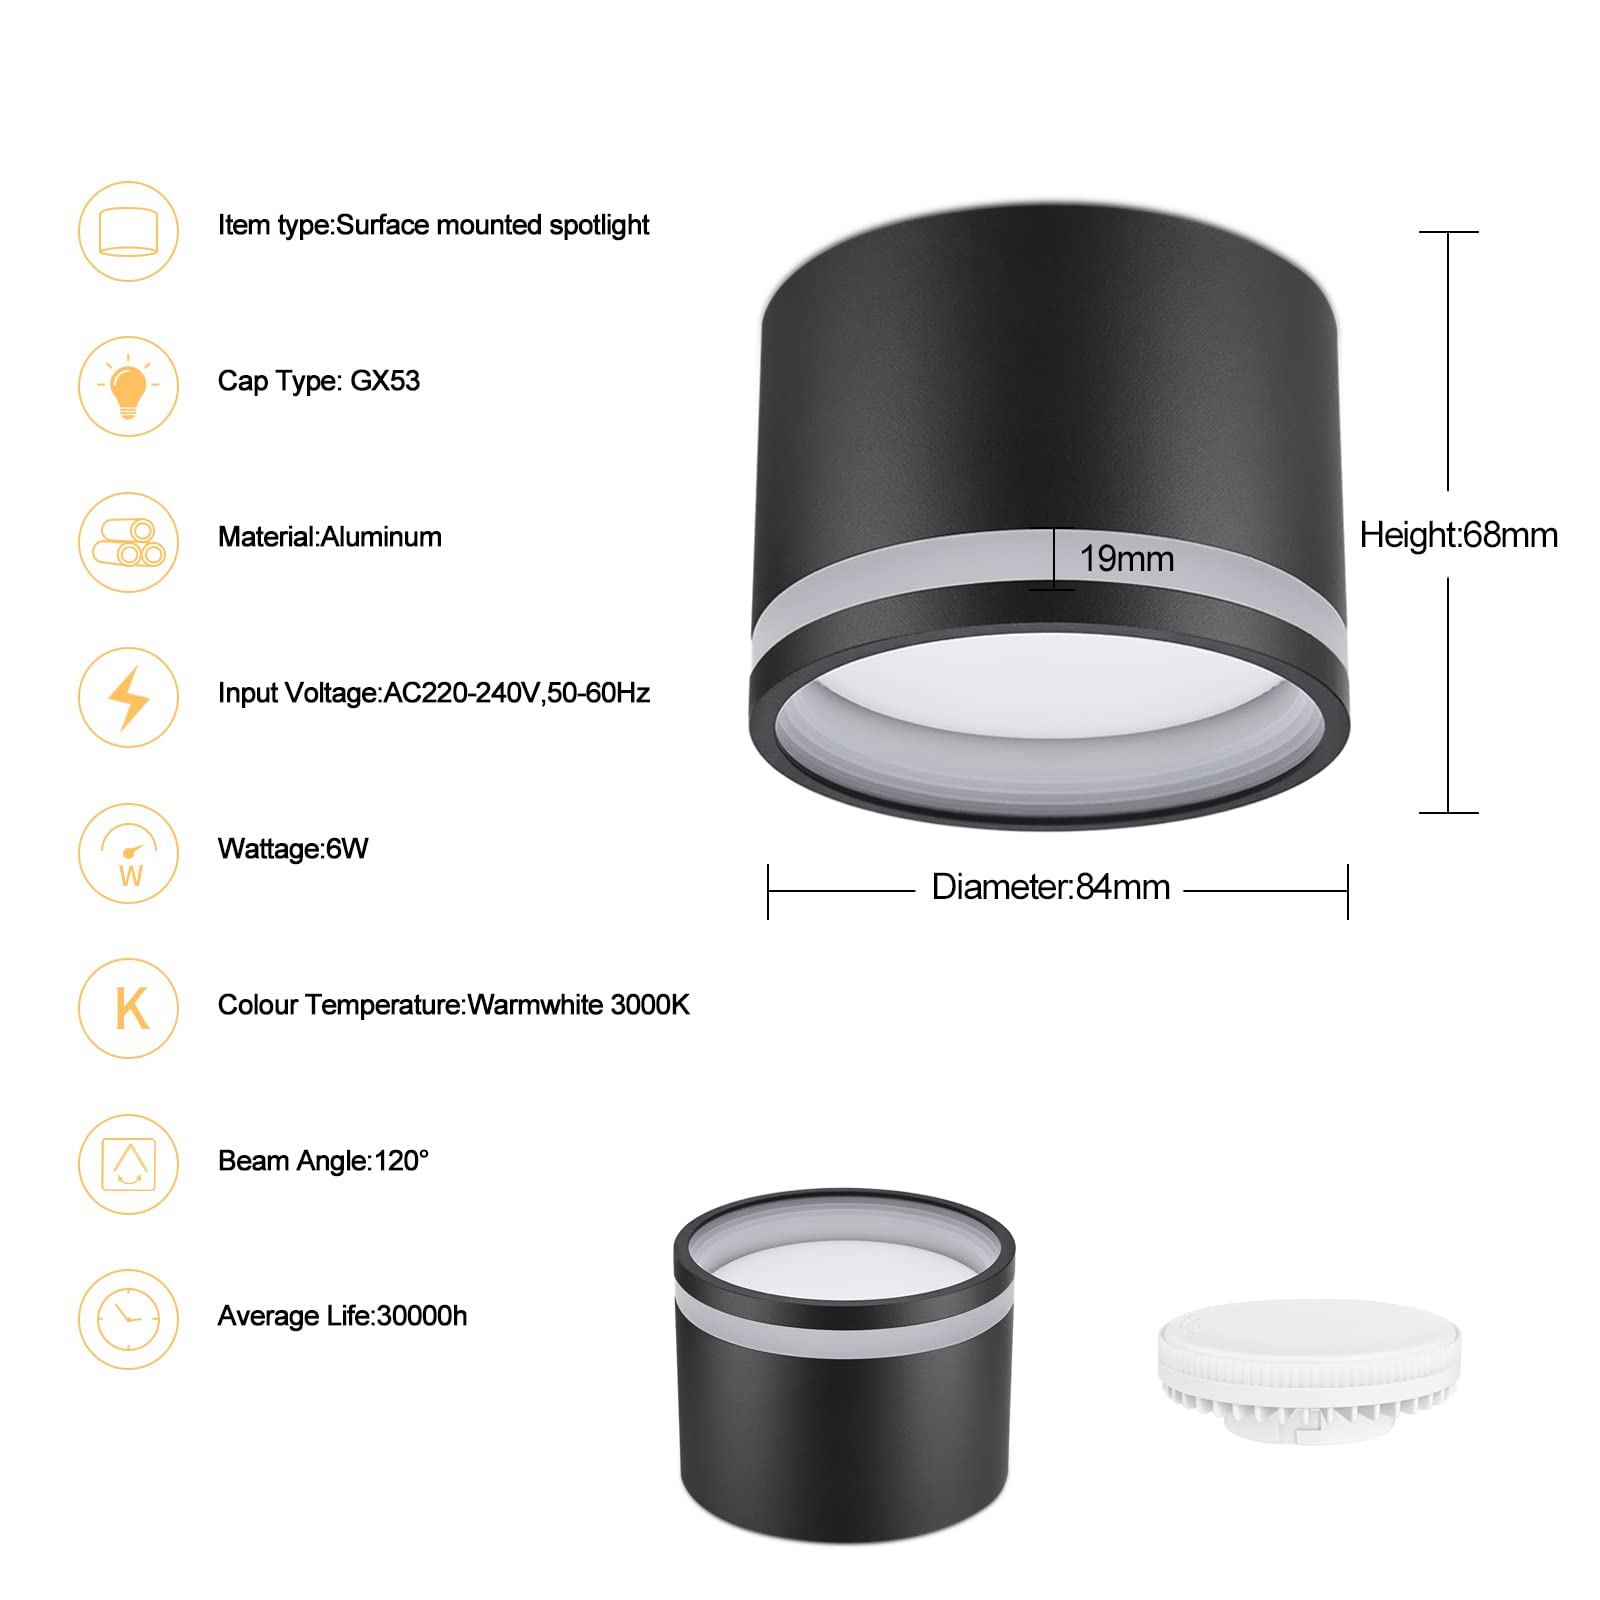 Item type:Surface mounted spotlight
Cap Type: GX53
Material:Aluminum
Input Voltage:AC220-240V,50-60Hz
W
Wattage:6W
K
Colour Temperature:Warmwhite 3000K
Beam Angle:120°
Average Life:30000h
19mm
Height:68mm
Diameter:84mm